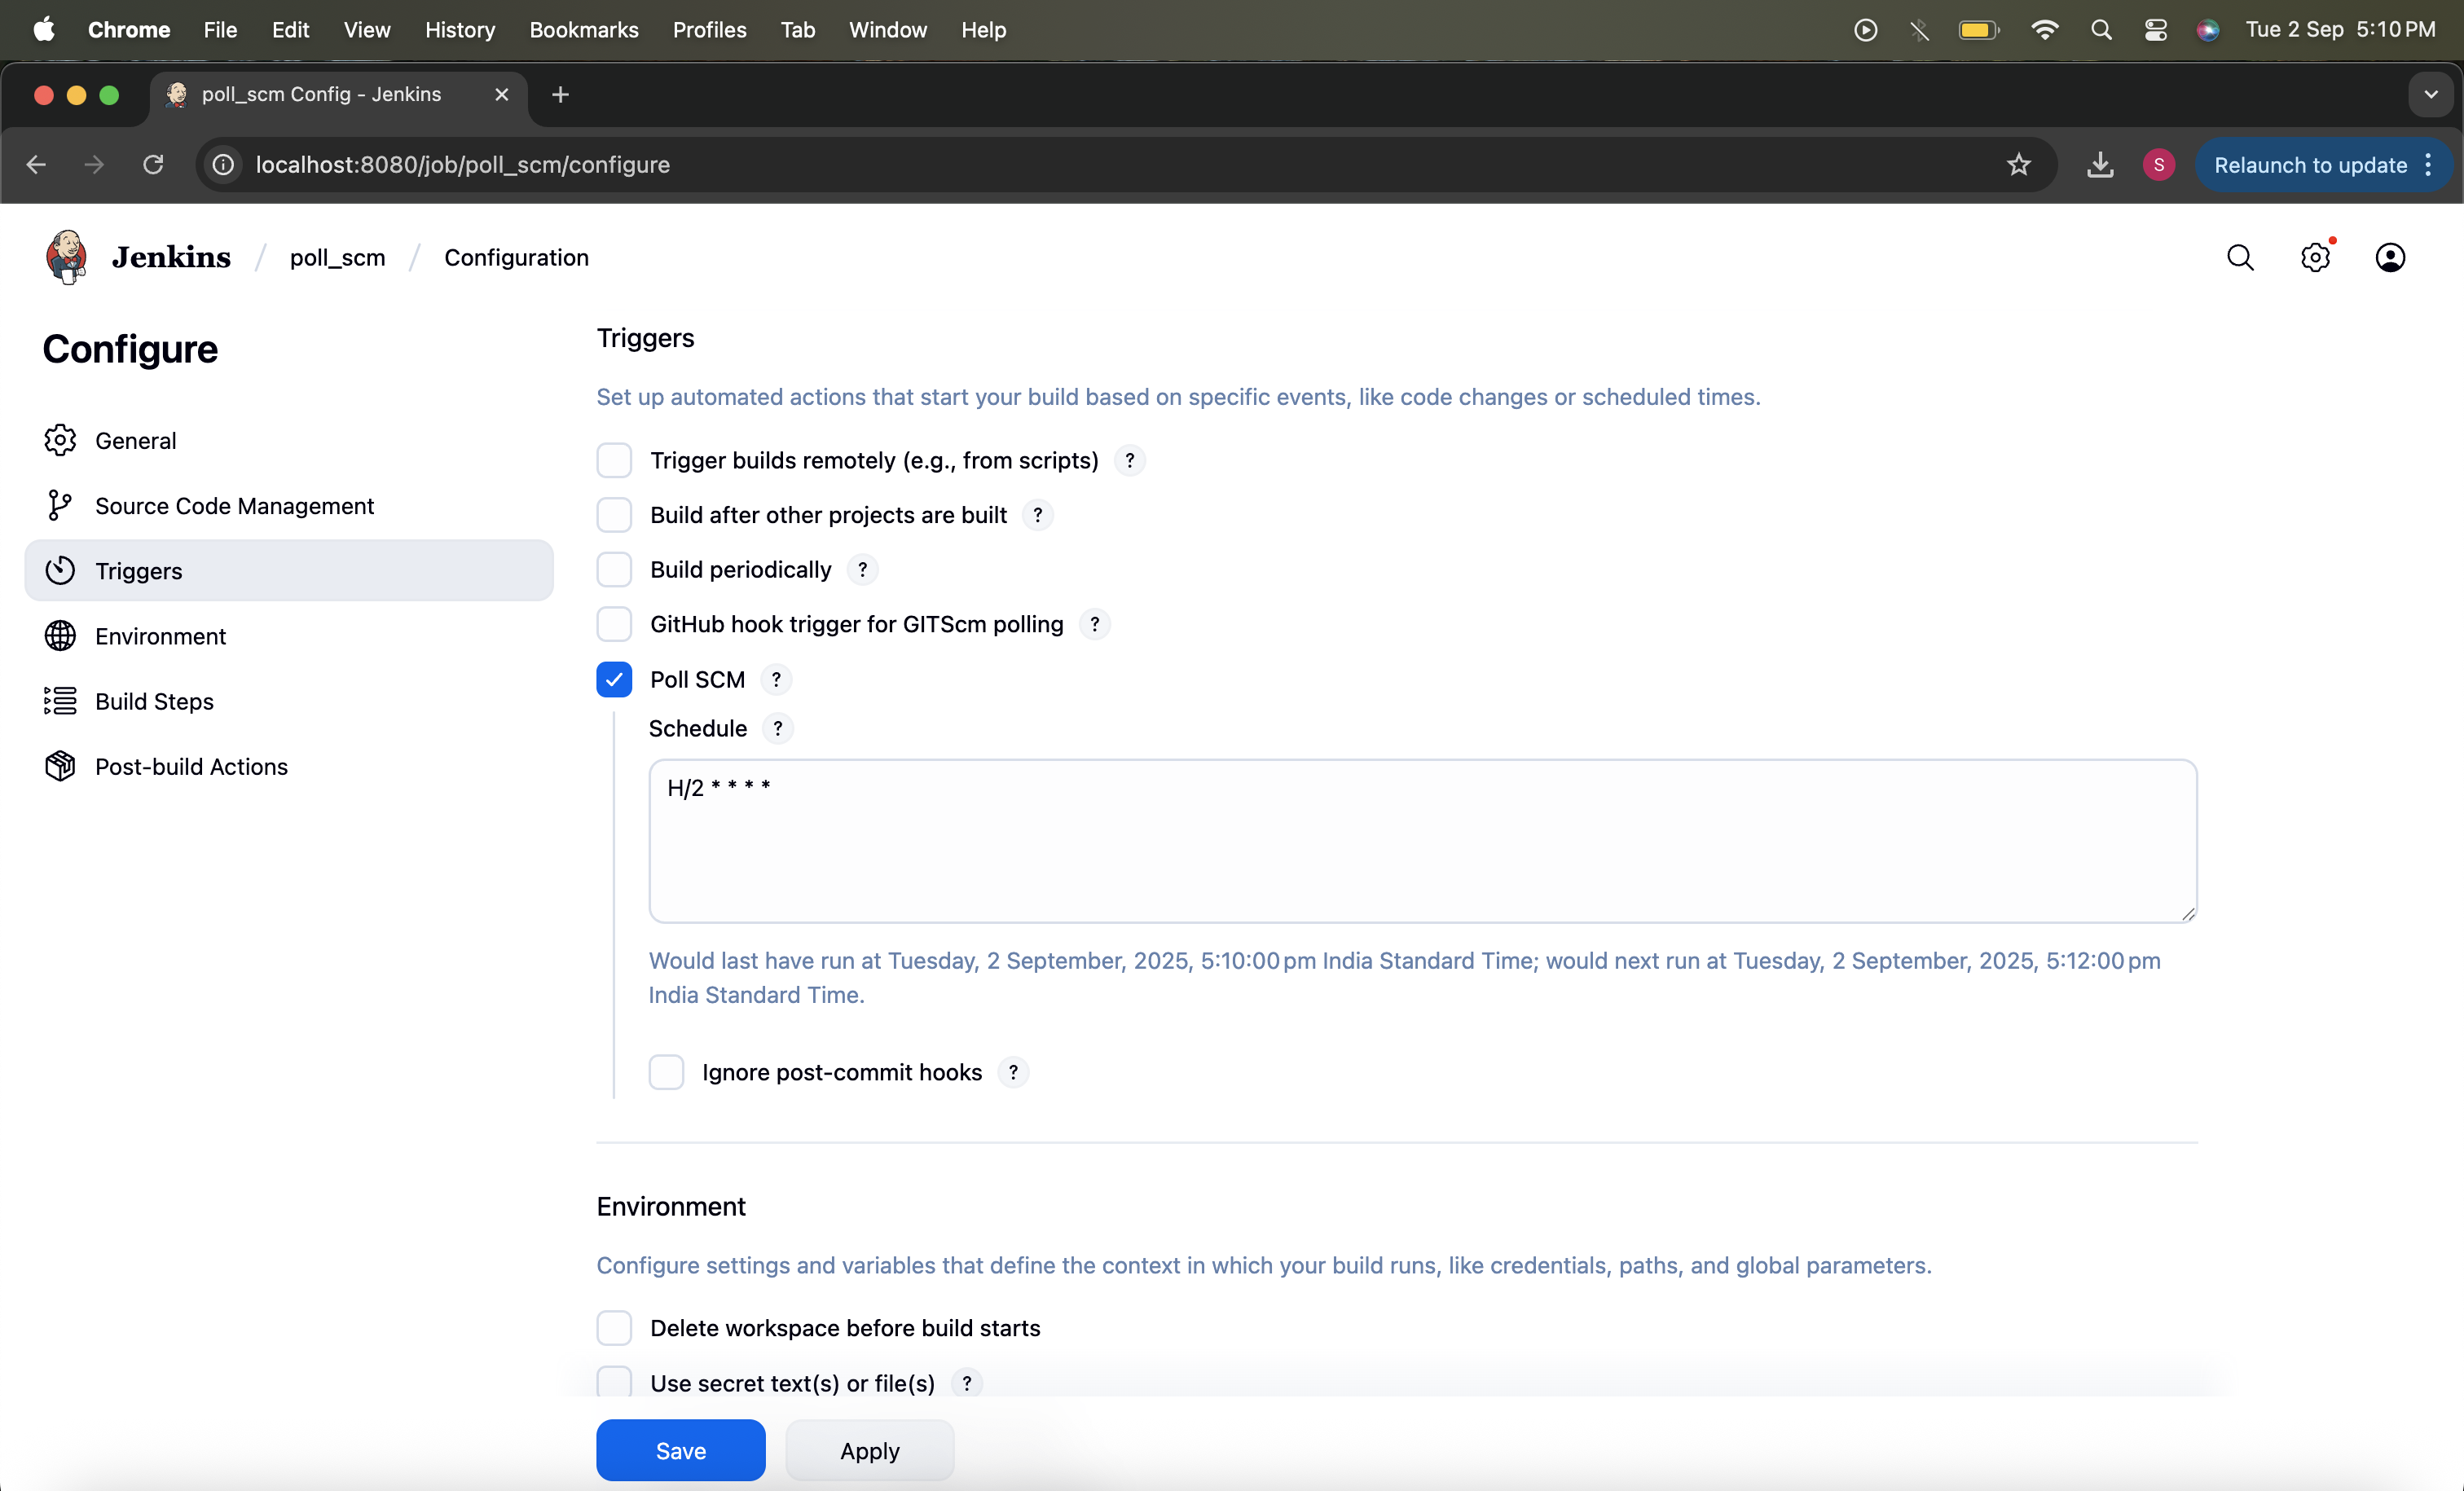 Chrome File Edit View History Bookmarks Profiles Tab Window Help Tue 2 Sep 5:10 PM
poll_scm Config - Jenkins
localhost:8080/job/poll_scm/configure S Relaunch to update
Jenkins / poll_scm / Configuration
Configure
General
Source Code Management
Triggers
Environment
Build Steps
Post-build Actions
Triggers
Set up automated actions that start your build based on specific events, like code changes or scheduled times.
Trigger builds remotely (e.g., from scripts) ?
Build after other projects are built ?
Build periodically ?
GitHub hook trigger for GITScm polling ?
Poll SCM ?
Schedule ?
H/2 * * * *
Would last have run at Tuesday, 2 September, 2025, 5:10:00 pm India Standard Time; would next run at Tuesday, 2 September, 2025, 5:12:00 pm
India Standard Time.
Ignore post-commit hooks ?
Environment
Configure settings and variables that define the context in which your build runs, like credentials, paths, and global parameters.
Delete workspace before build starts
Use secret text(s) or file(s) ?
Save Apply